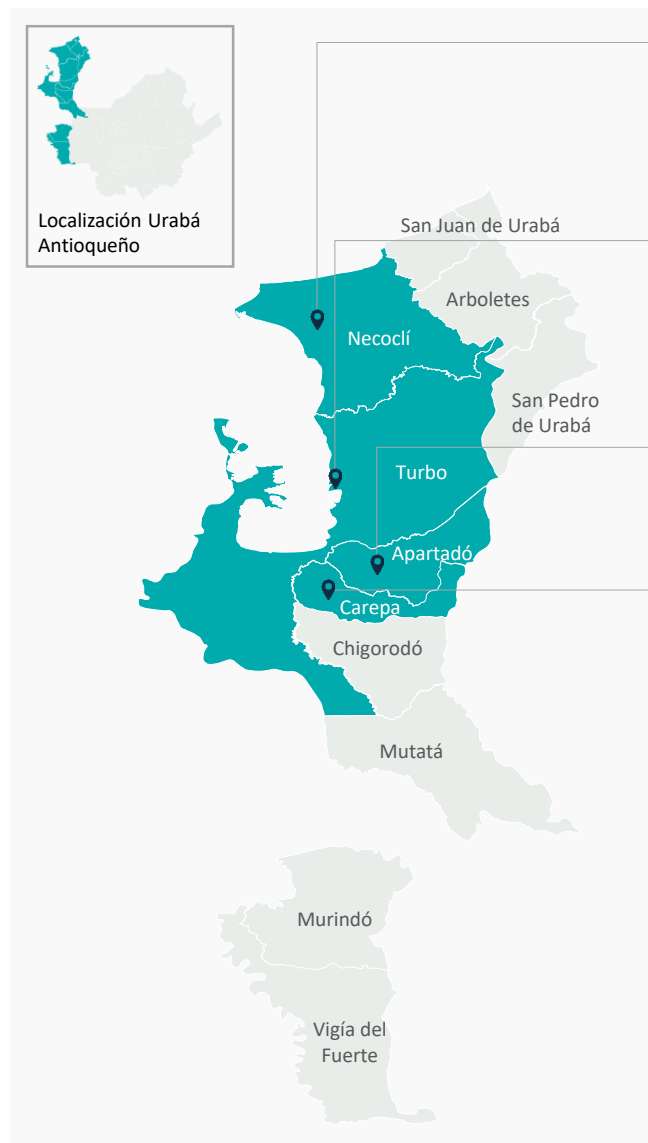 Localización Urabá
Antioqueño
San Juan de Urabá
Arboletes
Necoclí
San Pedro
de Urabá
Turbo
Apartadó
Carepa
Chigorodó
Mutatá
Murindó
Vigía del
Fuerte